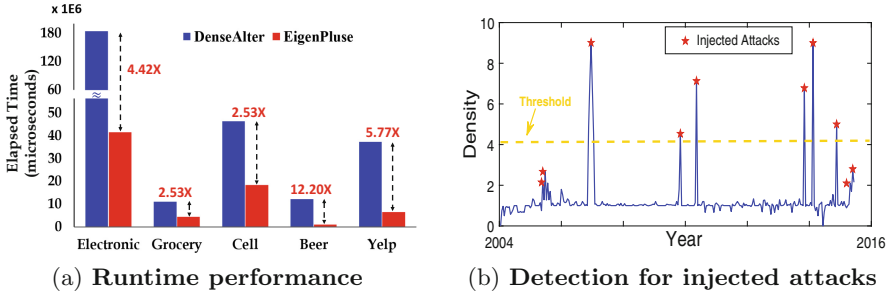 x 1E6
180
120
60
50
40
30
20
10
0
Elapsed Time
(microseconds)
DenseAlter
EigenPluse
4.42X
2.53X
2.53X
12.20X
5.77X
Electronic
Grocery
Cell
Beer
Yelp
(a) Runtime performance
10
8
6
4
2
0
Density
Injected Attacks
Threshold
2004
Year
2016
(b) Detection for injected attacks